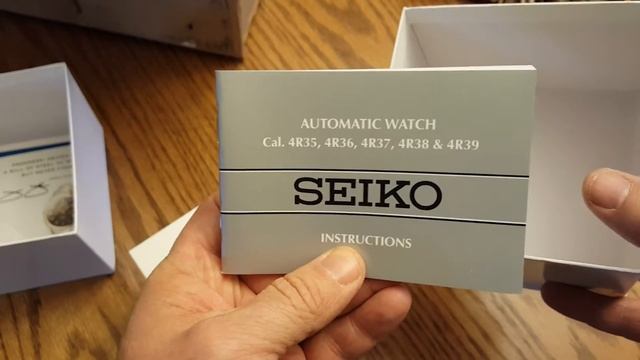 AUTOMATIC WATCH
Cal. 4R35, 4R36, 4R37, 4R38 & 4R39
SEIKO
INSTRUCTIONS